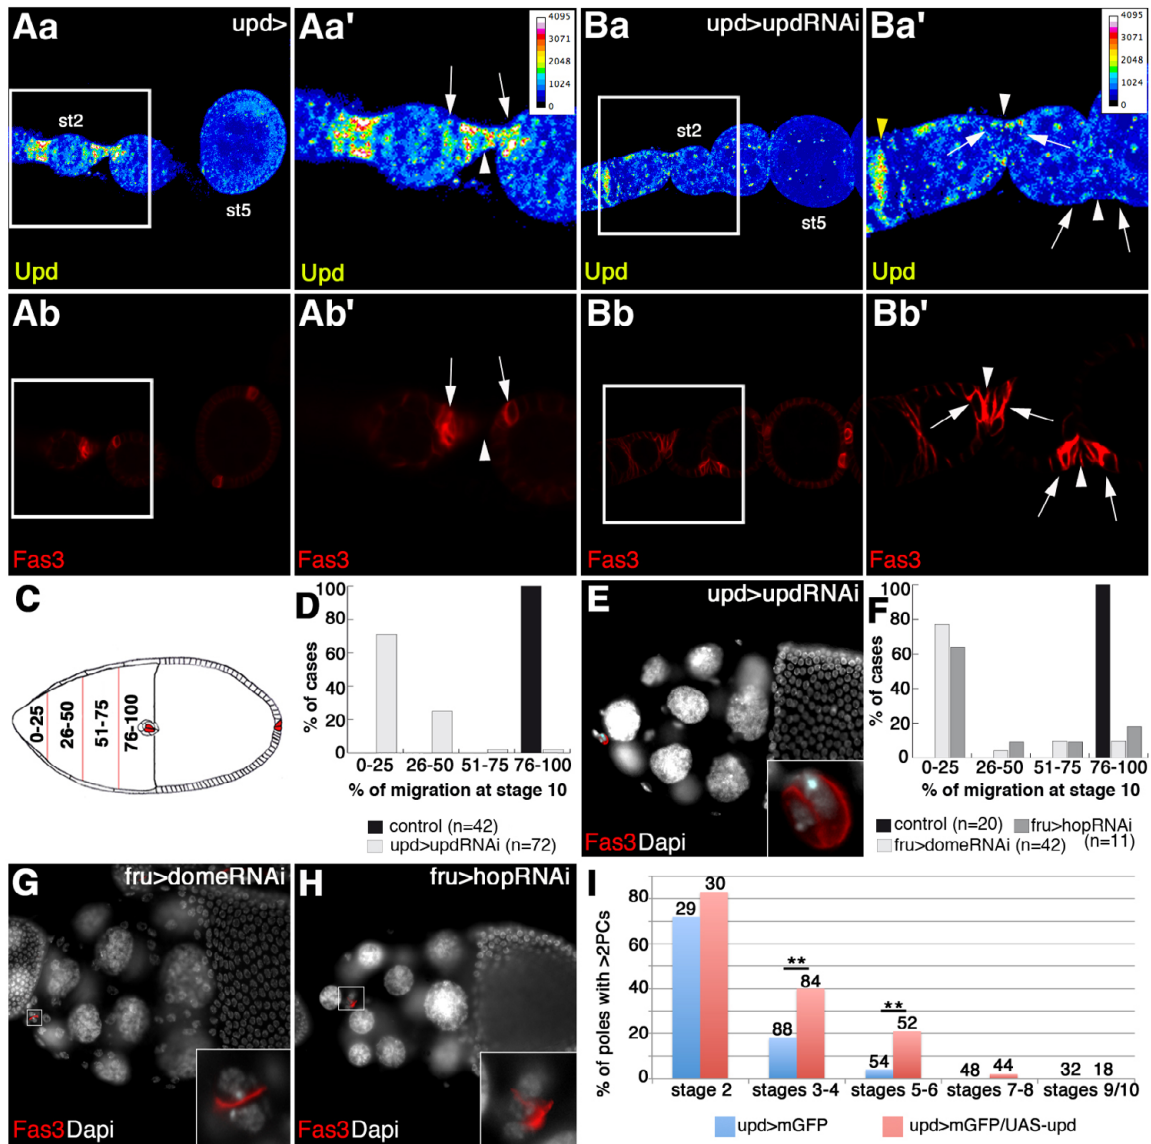 Aa
upd>
st2
st5
Upd
Aa'
4095
3071
2048
1024
0
Upd
Ba
upd>updRNAi
st2
st5
Upd
Ba'
4095
3071
2048
1024
0
Upd
Ab
Fas3
Ab'
Fas3
Bb
Fas3
Bb'
Fas3
C
0-25
26-50
51-75
76-100
D
% of cases
100
80
60
40
20
0
0-25 26-50 51-75 76-100
% of migration at stage 10
control (n=42)
upd>updRNAi (n=72)
E
upd>updRNAi
Fas3Dapi
F
% of cases
100
80
60
40
20
0
0-25 26-50 51-75 76-100
% of migration at stage 10
control (n=20) fru>hopRNAi
fru>domeRNAi (n=42) (n=11)
G
fru>domeRNAi
Fas3Dapi
H
fru>hopRNAi
Fas3Dapi
I
% of poles with >2PCs
80
60
40
20
0
29 30
88 ** 84
54 ** 52
48 44
32 18
stage 2 stages 3-4 stages 5-6 stages 7-8 stages 9/10
upd>mGFP upd>mGFP/UAS-upd